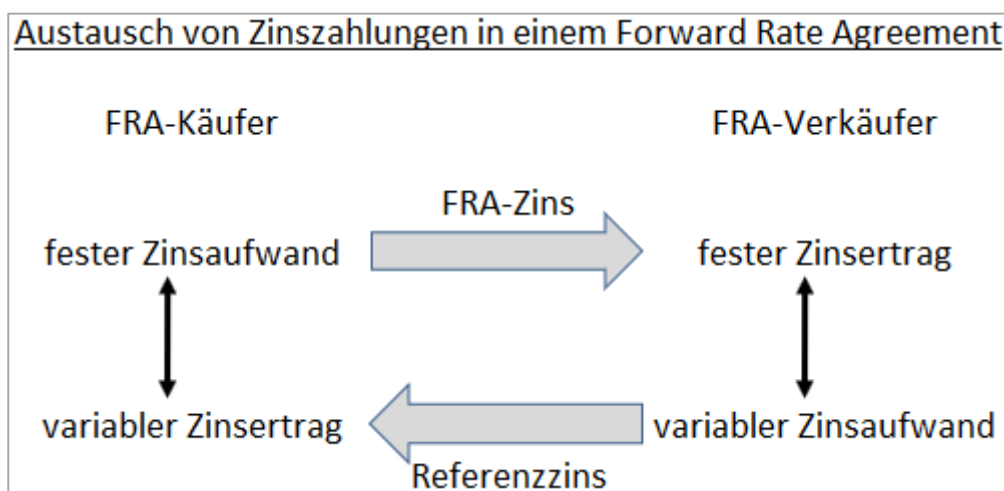 Austausch von Zinszahlungen in einem Forward Rate Agreement
FRA-Käufer
FRA-Verkäufer
FRA-Zins
fester Zinsaufwand
fester Zinsertrag
variabler Zinsertrag
variabler Zinsaufwand
Referenzzins